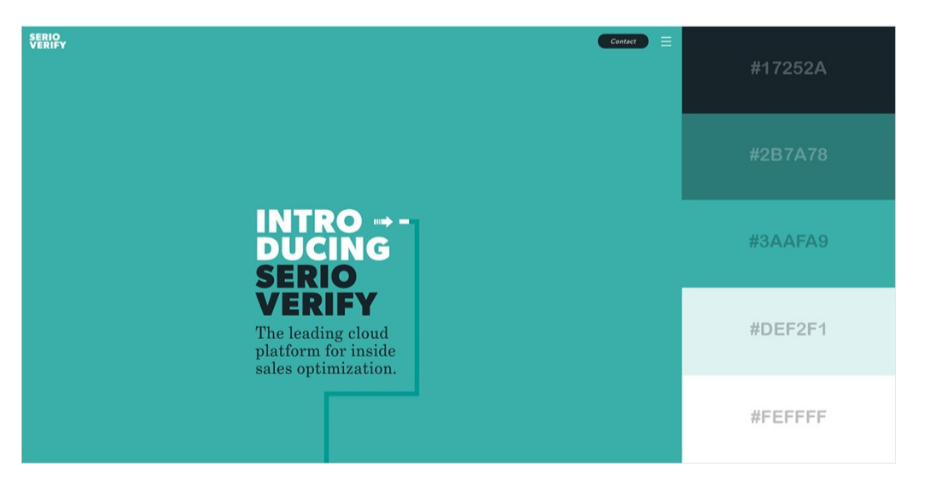 SERIO
VERIFY
Contact
INTRO
DUCING
SERIO
VERIFY
The leading cloud
platform for inside
sales optimization.
#17252A
#2B7A78
#3AAFA9
#DEF2F1
#FEFFFF